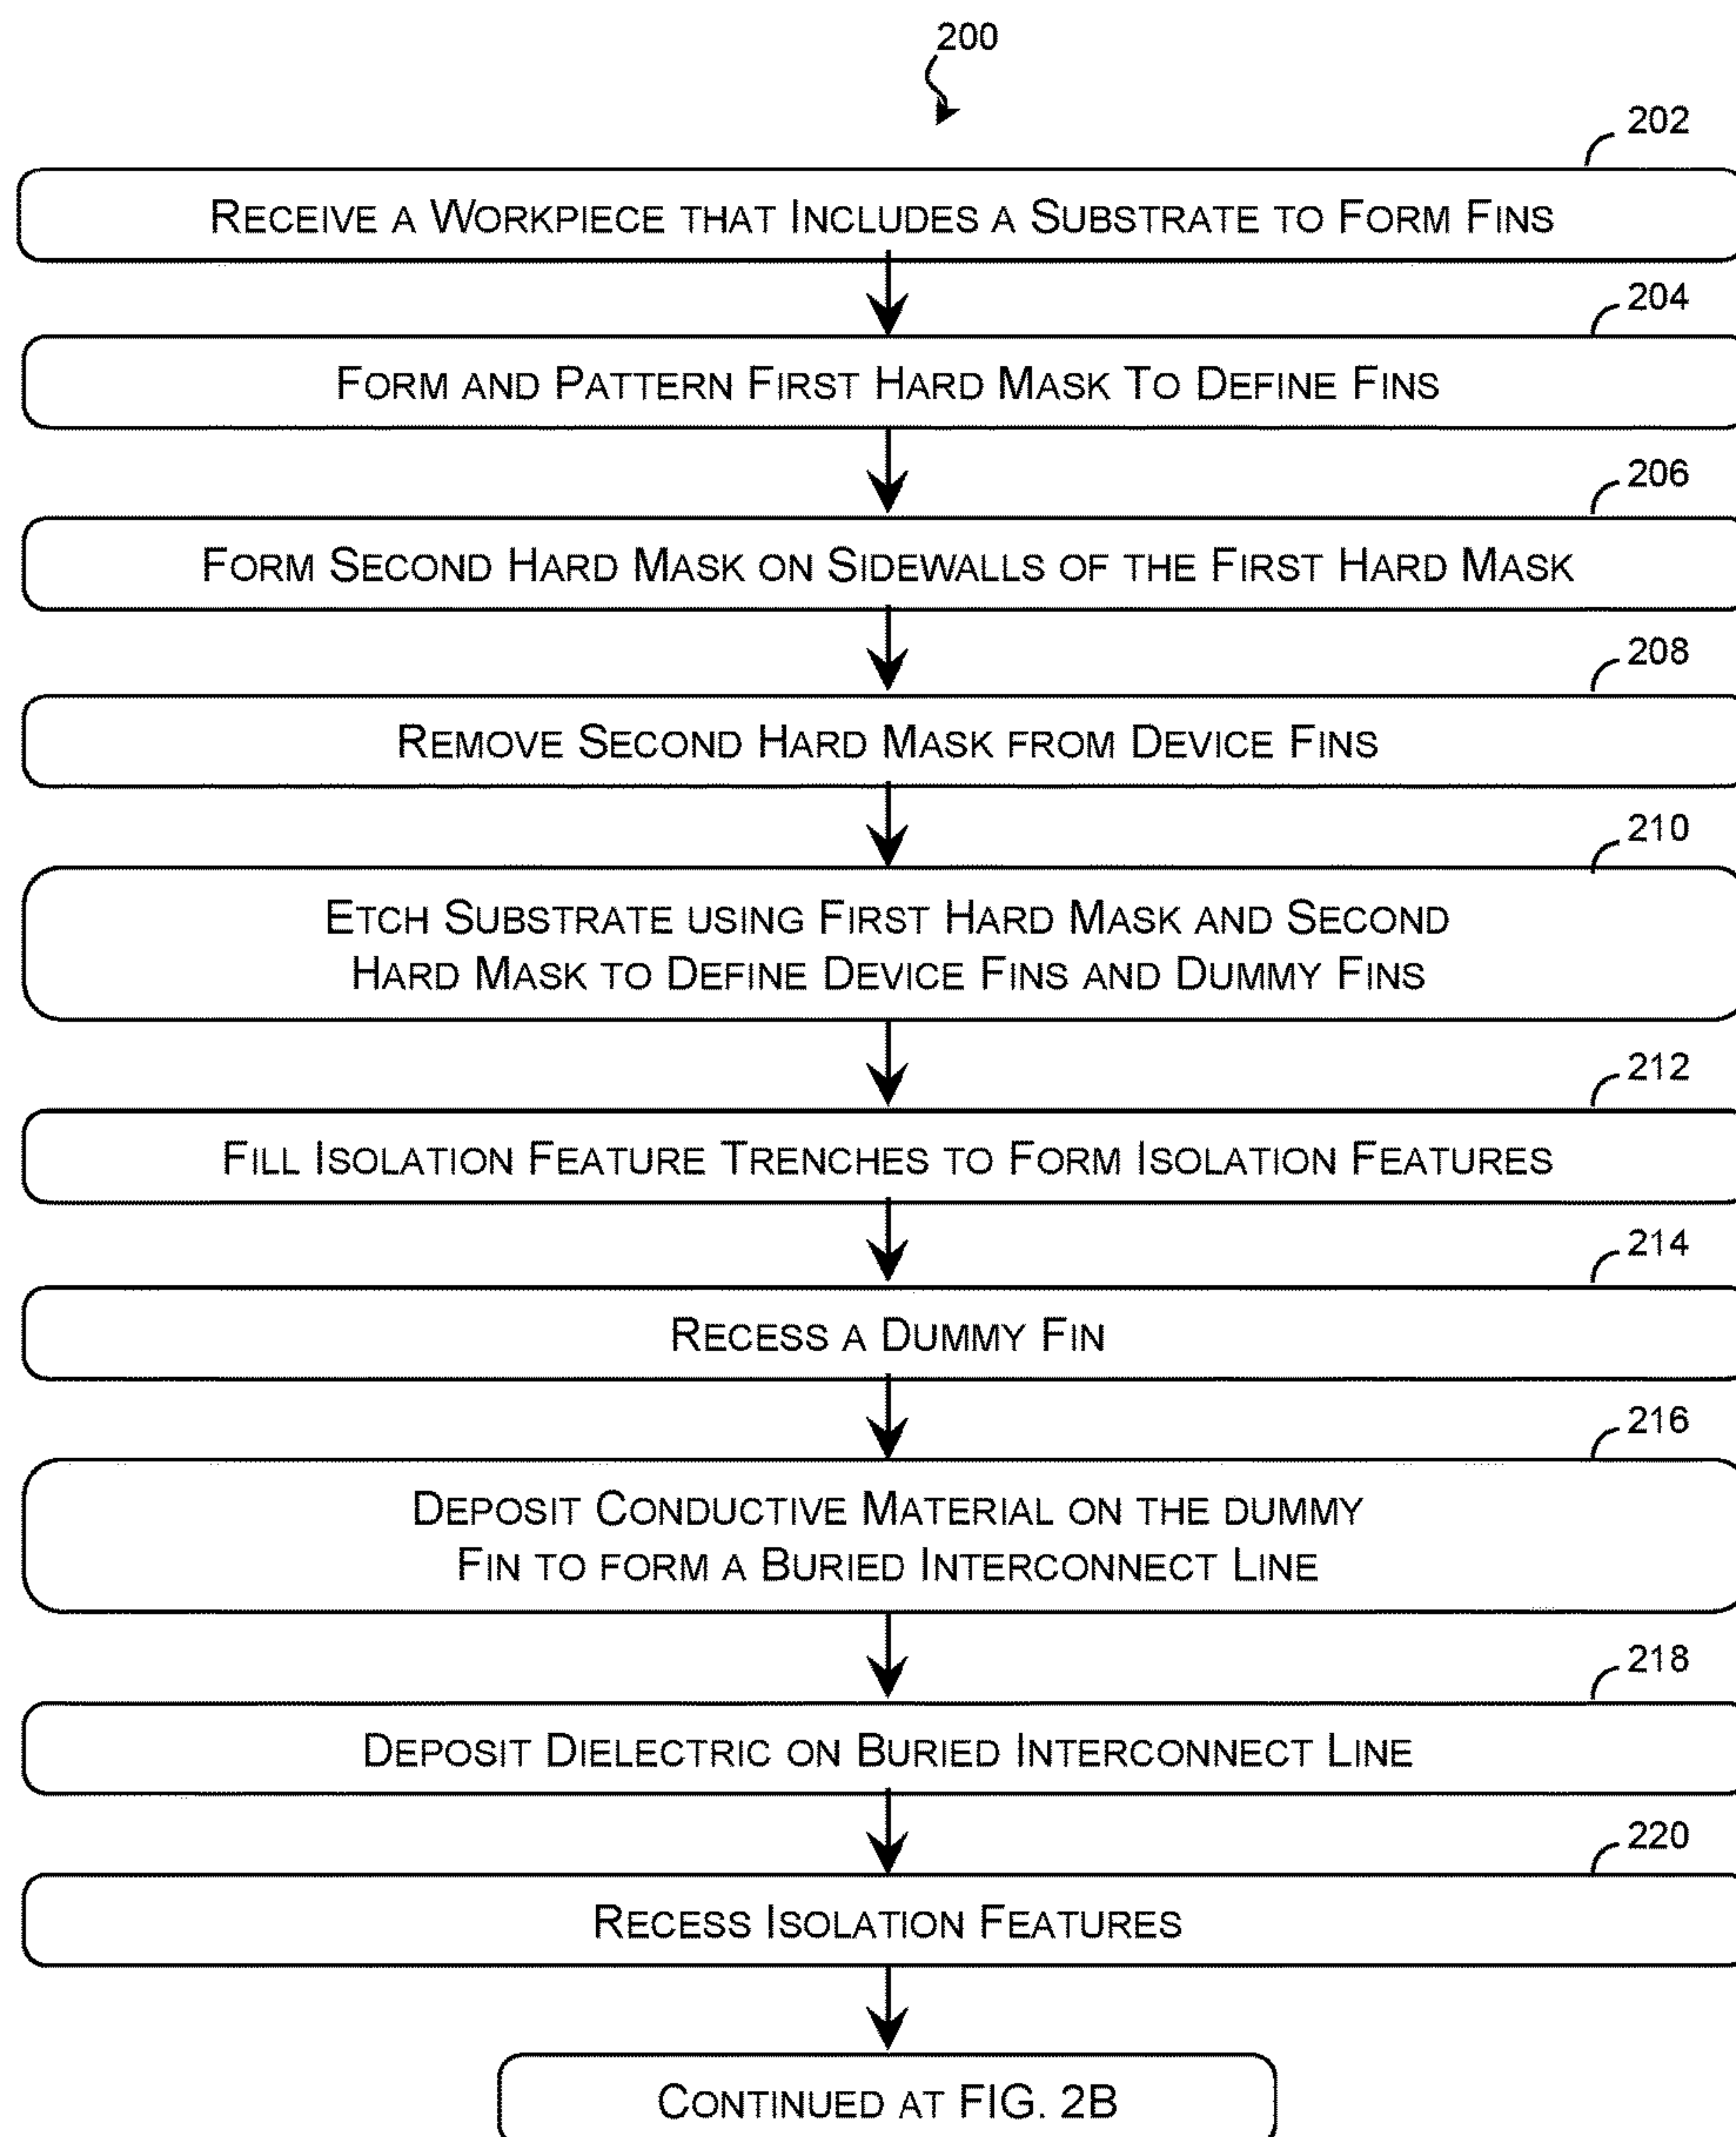 200
202
RECEIVE A WORKPIECE THAT INCLUDES A SUBSTRATE TO FORM FINS
204
FORM AND PATTERN FIRST HARD MASK TO DEFINE FINS
206
FORM SECOND HARD MASK ON SIDEWALLS OF THE FIRST HARD MASK
208
REMOVE SECOND HARD MASK FROM DEVICE FINS
210
ETCH SUBSTRATE USING FIRST HARD MASK AND SECOND
HARD MASK TO DEFINE DEVICE FINS AND DUMMY FINS
212
FILL ISOLATION FEATURE TRENCHES TO FORM ISOLATION FEATURES
214
RECESS A DUMMY FIN
216
DEPOSIT CONDUCTIVE MATERIAL ON THE DUMMY
FIN TO FORM A BURIED INTERCONNECT LINE
218
DEPOSIT DIELECTRIC ON BURIED INTERCONNECT LINE
220
RECESS ISOLATION FEATURES
CONTINUED AT FIG. 2B